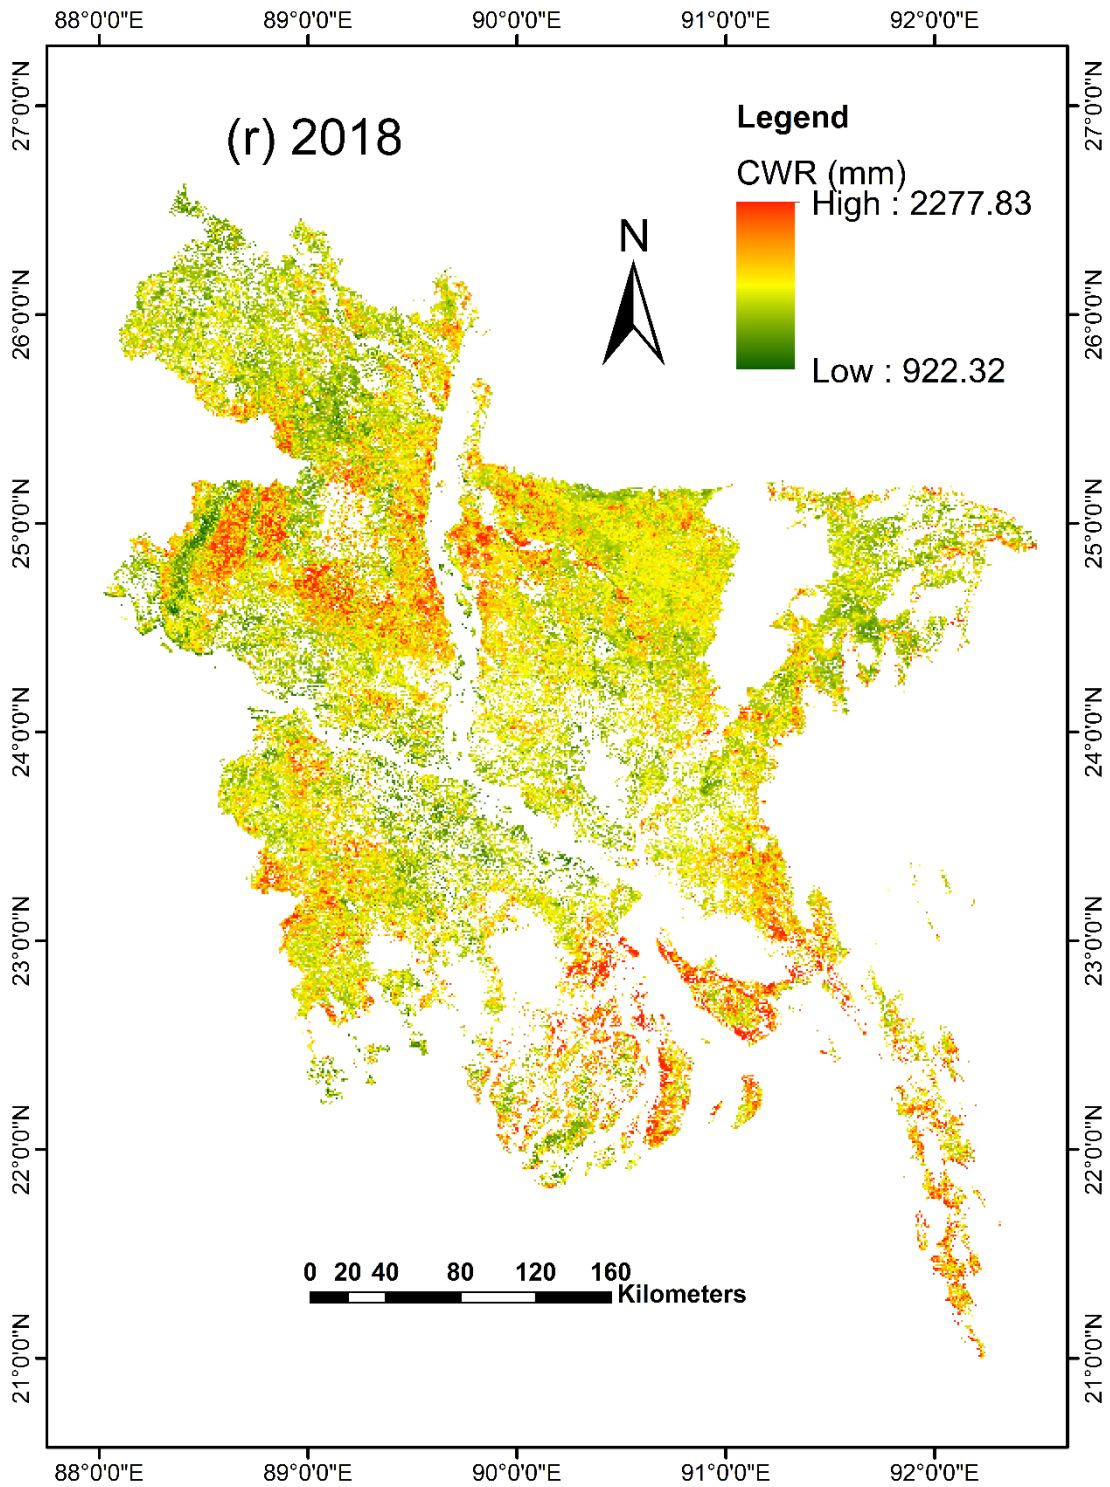 88°0'0"E 89°0'0"E 90°0'0"E 91°0'0"E 92°0'0"E
27°0'0"N 27°0'0"N
Legend
(r) 2018
CWR (mm)
High : 2277.83
N
26°0'0"N 26°0'0"N
Low : 922.32
25°0'0"N 25°0'0"N
24°0'0"N 24°0'0"N
23°0'0"N 23°0'0"N
22°0'0"N 22°0'0"N
0 20 40 80 120 160
Kilometers
21°0'0"N 21°0'0"N
88°0'0"E 89°0'0"E 90°0'0"E 91°0'0"E 92°0'0"E